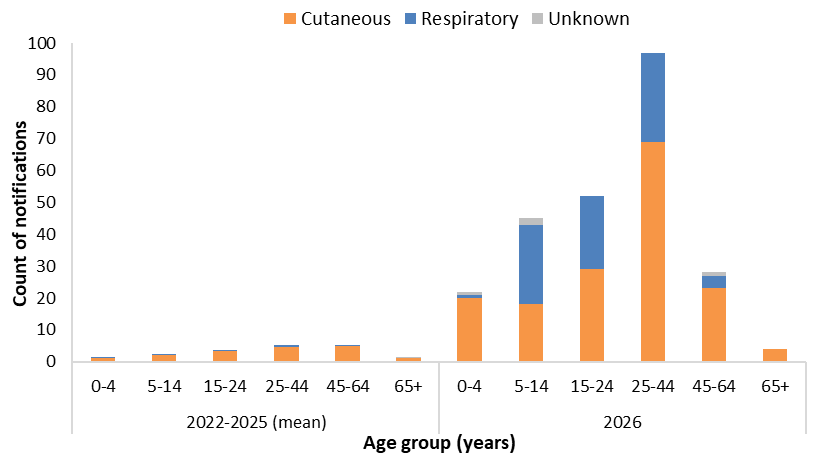 Cutaneous Respiratory Unknown
100
90
80
70
60
50
40
30
20
10
0
Count of notifications
0-4 5-14 15-24 25-44 45-64 65+ 0-4 5-14 15-24 25-44 45-64 65+
2022-2025 (mean) 2026
Age group (years)